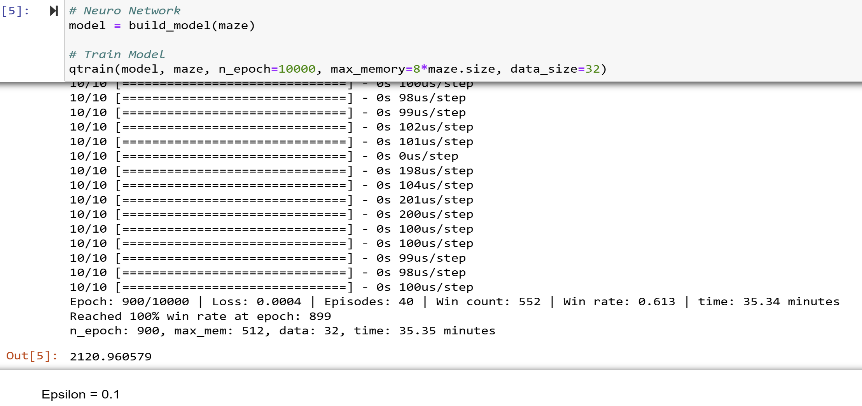 [5]: # Neuro Network
model = build_model(maze)
# Train Model
qtrain(model, maze, n_epoch=10000, max_memory=8*maze.size, data_size=32)
10/10 [==============================] - 0s 100us/step
10/10 [==============================] - 0s 98us/step
10/10 [==============================] - 0s 99us/step
10/10 [==============================] - 0s 102us/step
10/10 [==============================] - 0s 101us/step
10/10 [==============================] - 0s 0us/step
10/10 [==============================] - 0s 198us/step
10/10 [==============================] - 0s 104us/step
10/10 [==============================] - 0s 201us/step
10/10 [==============================] - 0s 200us/step
10/10 [==============================] - 0s 100us/step
10/10 [==============================] - 0s 100us/step
10/10 [==============================] - 0s 99us/step
10/10 [==============================] - 0s 98us/step
10/10 [==============================] - 0s 100us/step
Epoch: 900/10000 | Loss: 0.0004 | Episodes: 40 | Win count: 552 | Win rate: 0.613 | time: 35.34 minutes
Reached 100% win rate at epoch: 899
n_epoch: 900, max_mem: 512, data: 32, time: 35.35 minutes
Out[5]: 2120.960579
Epsilon = 0.1